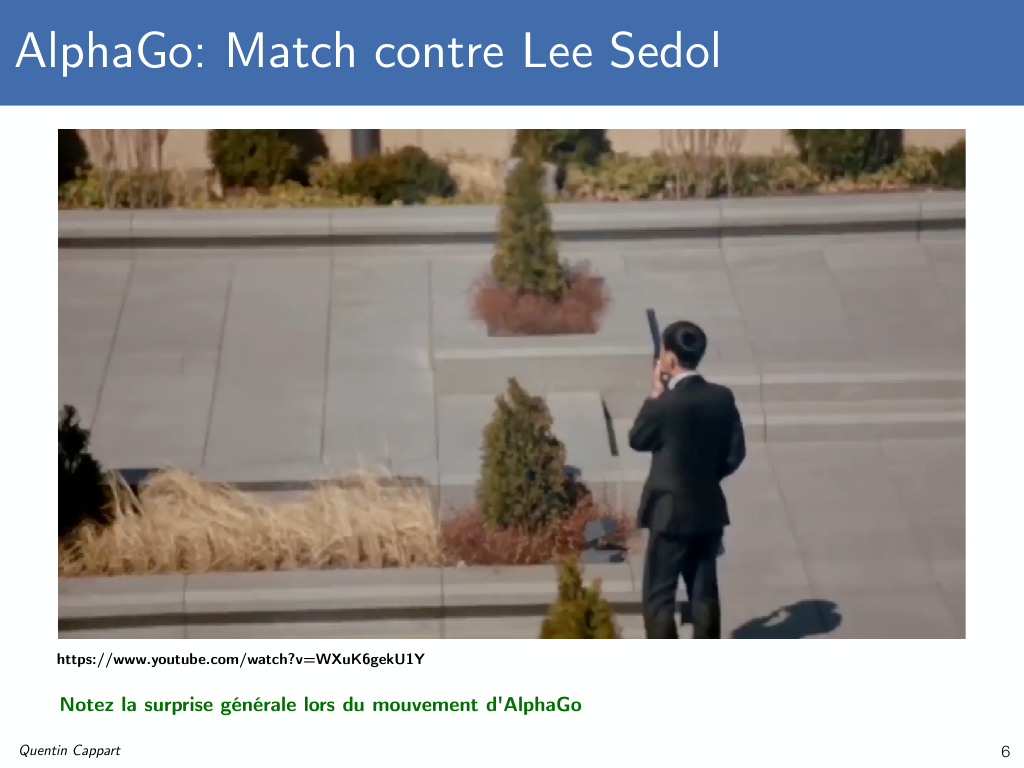 AlphaGo: Match contre Lee Sedol
https://www.youtube.com/watch?v=WXuK6gekU1Y
Notez la surprise générale lors du mouvement d'AlphaGo
Quentin Cappart
6